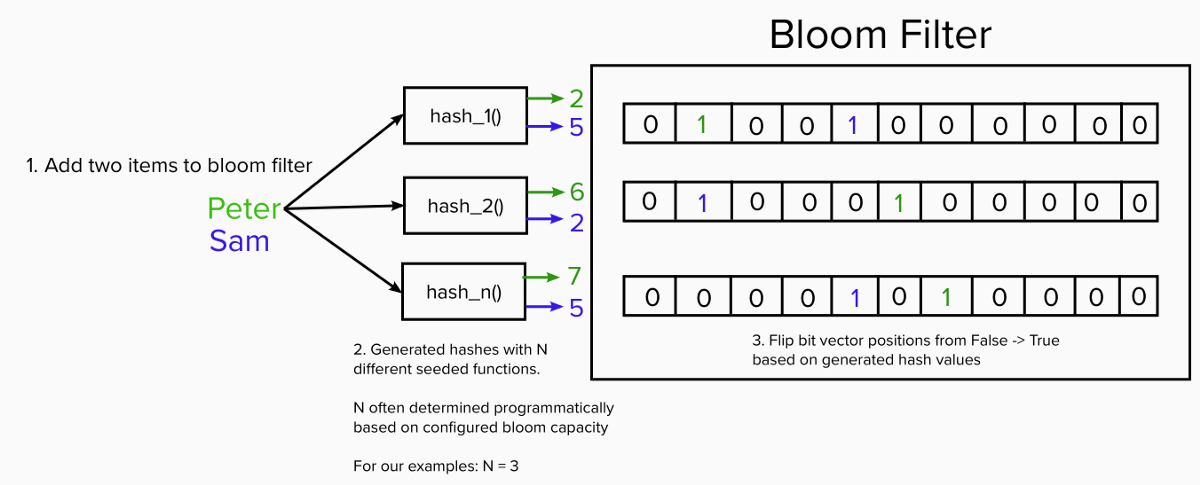 Bloom Filter
1. Add two items to bloom filter
Peter
Sam
hash_1()
2
5
hash_2()
6
2
hash_n()
7
5
0 1 0 0 1 0 0 0 0 0 0
0 1 0 0 0 1 0 0 0 0 0
0 0 0 0 1 0 1 0 0 0 0
2. Generated hashes with N
different seeded functions.
N often determined programmatically
based on configured bloom capacity
For our examples: N = 3
3. Flip bit vector positions from False -> True
based on generated hash values